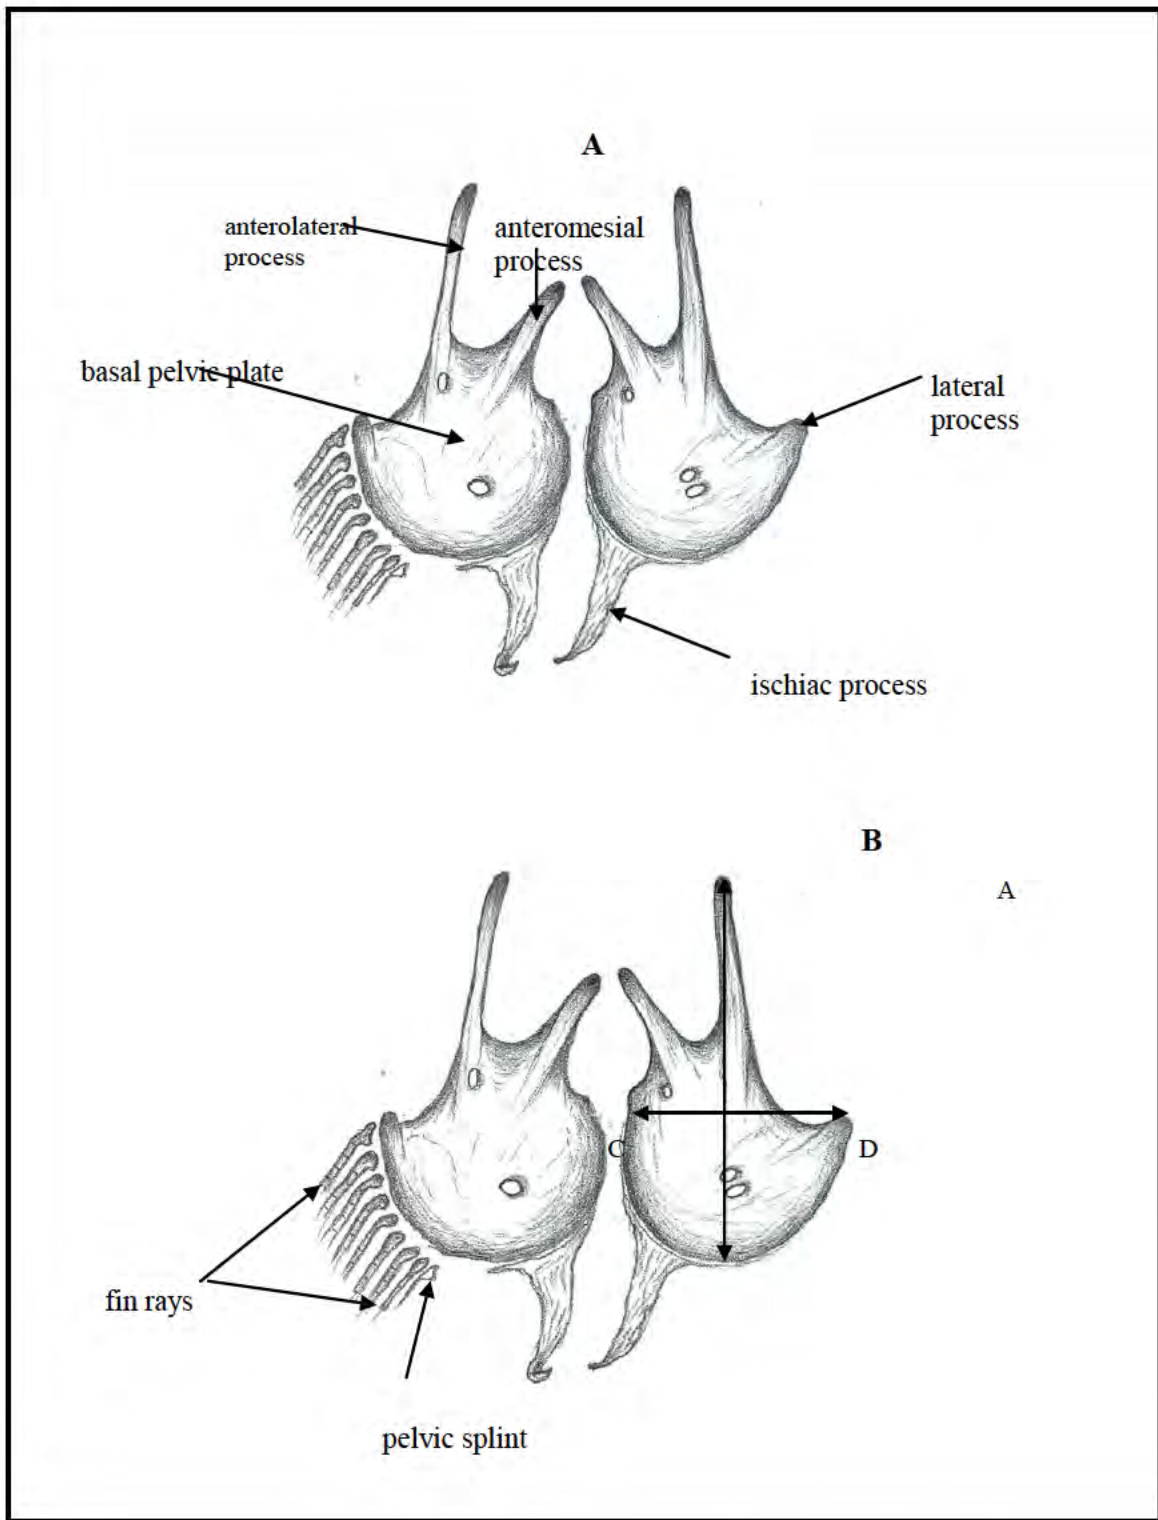 A
anterolateral
process
anteromesial
process
basal pelvic plate
lateral
process
ischiac process
B
A
C
D
fin rays
pelvic splint